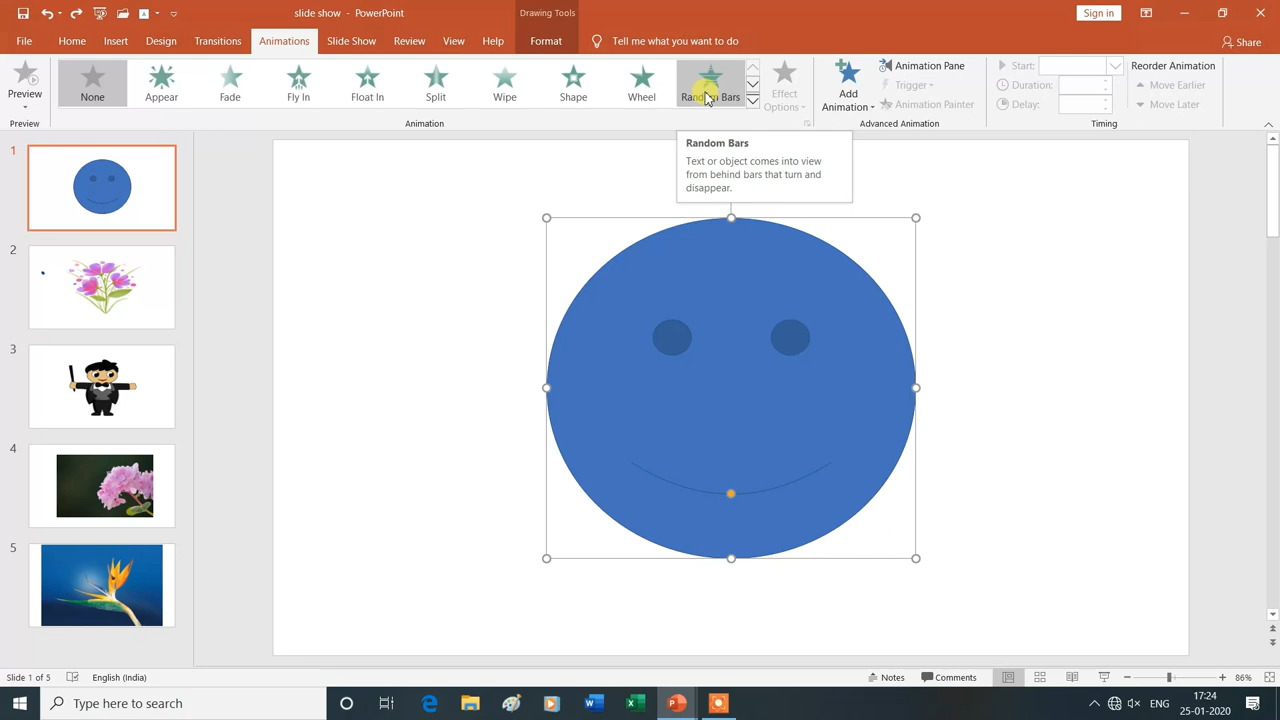 slide show - PowerPoint
Drawing Tools
Sign in
File
Home
Insert
Design
Transitions
Animations
Slide Show
Review
View
Help
Format
Tell me what you want to do
Share
Preview
None
Appear
Fade
Fly In
Float In
Split
Wipe
Shape
Wheel
Random Bars
Effect
Options
Add
Animation
Animation Pane
Trigger
Animation Painter
Start:
Duration:
Delay:
Reorder Animation
Move Earlier
Move Later
Preview
Animation
Advanced Animation
Timing
Random Bars
Text or object comes into view
from behind bars that turn and
disappear.
1
2
3
4
5
Slide 1 of 5
English (India)
Notes
Comments
86%
Type here to search
ENG
17:24
25-01-2020